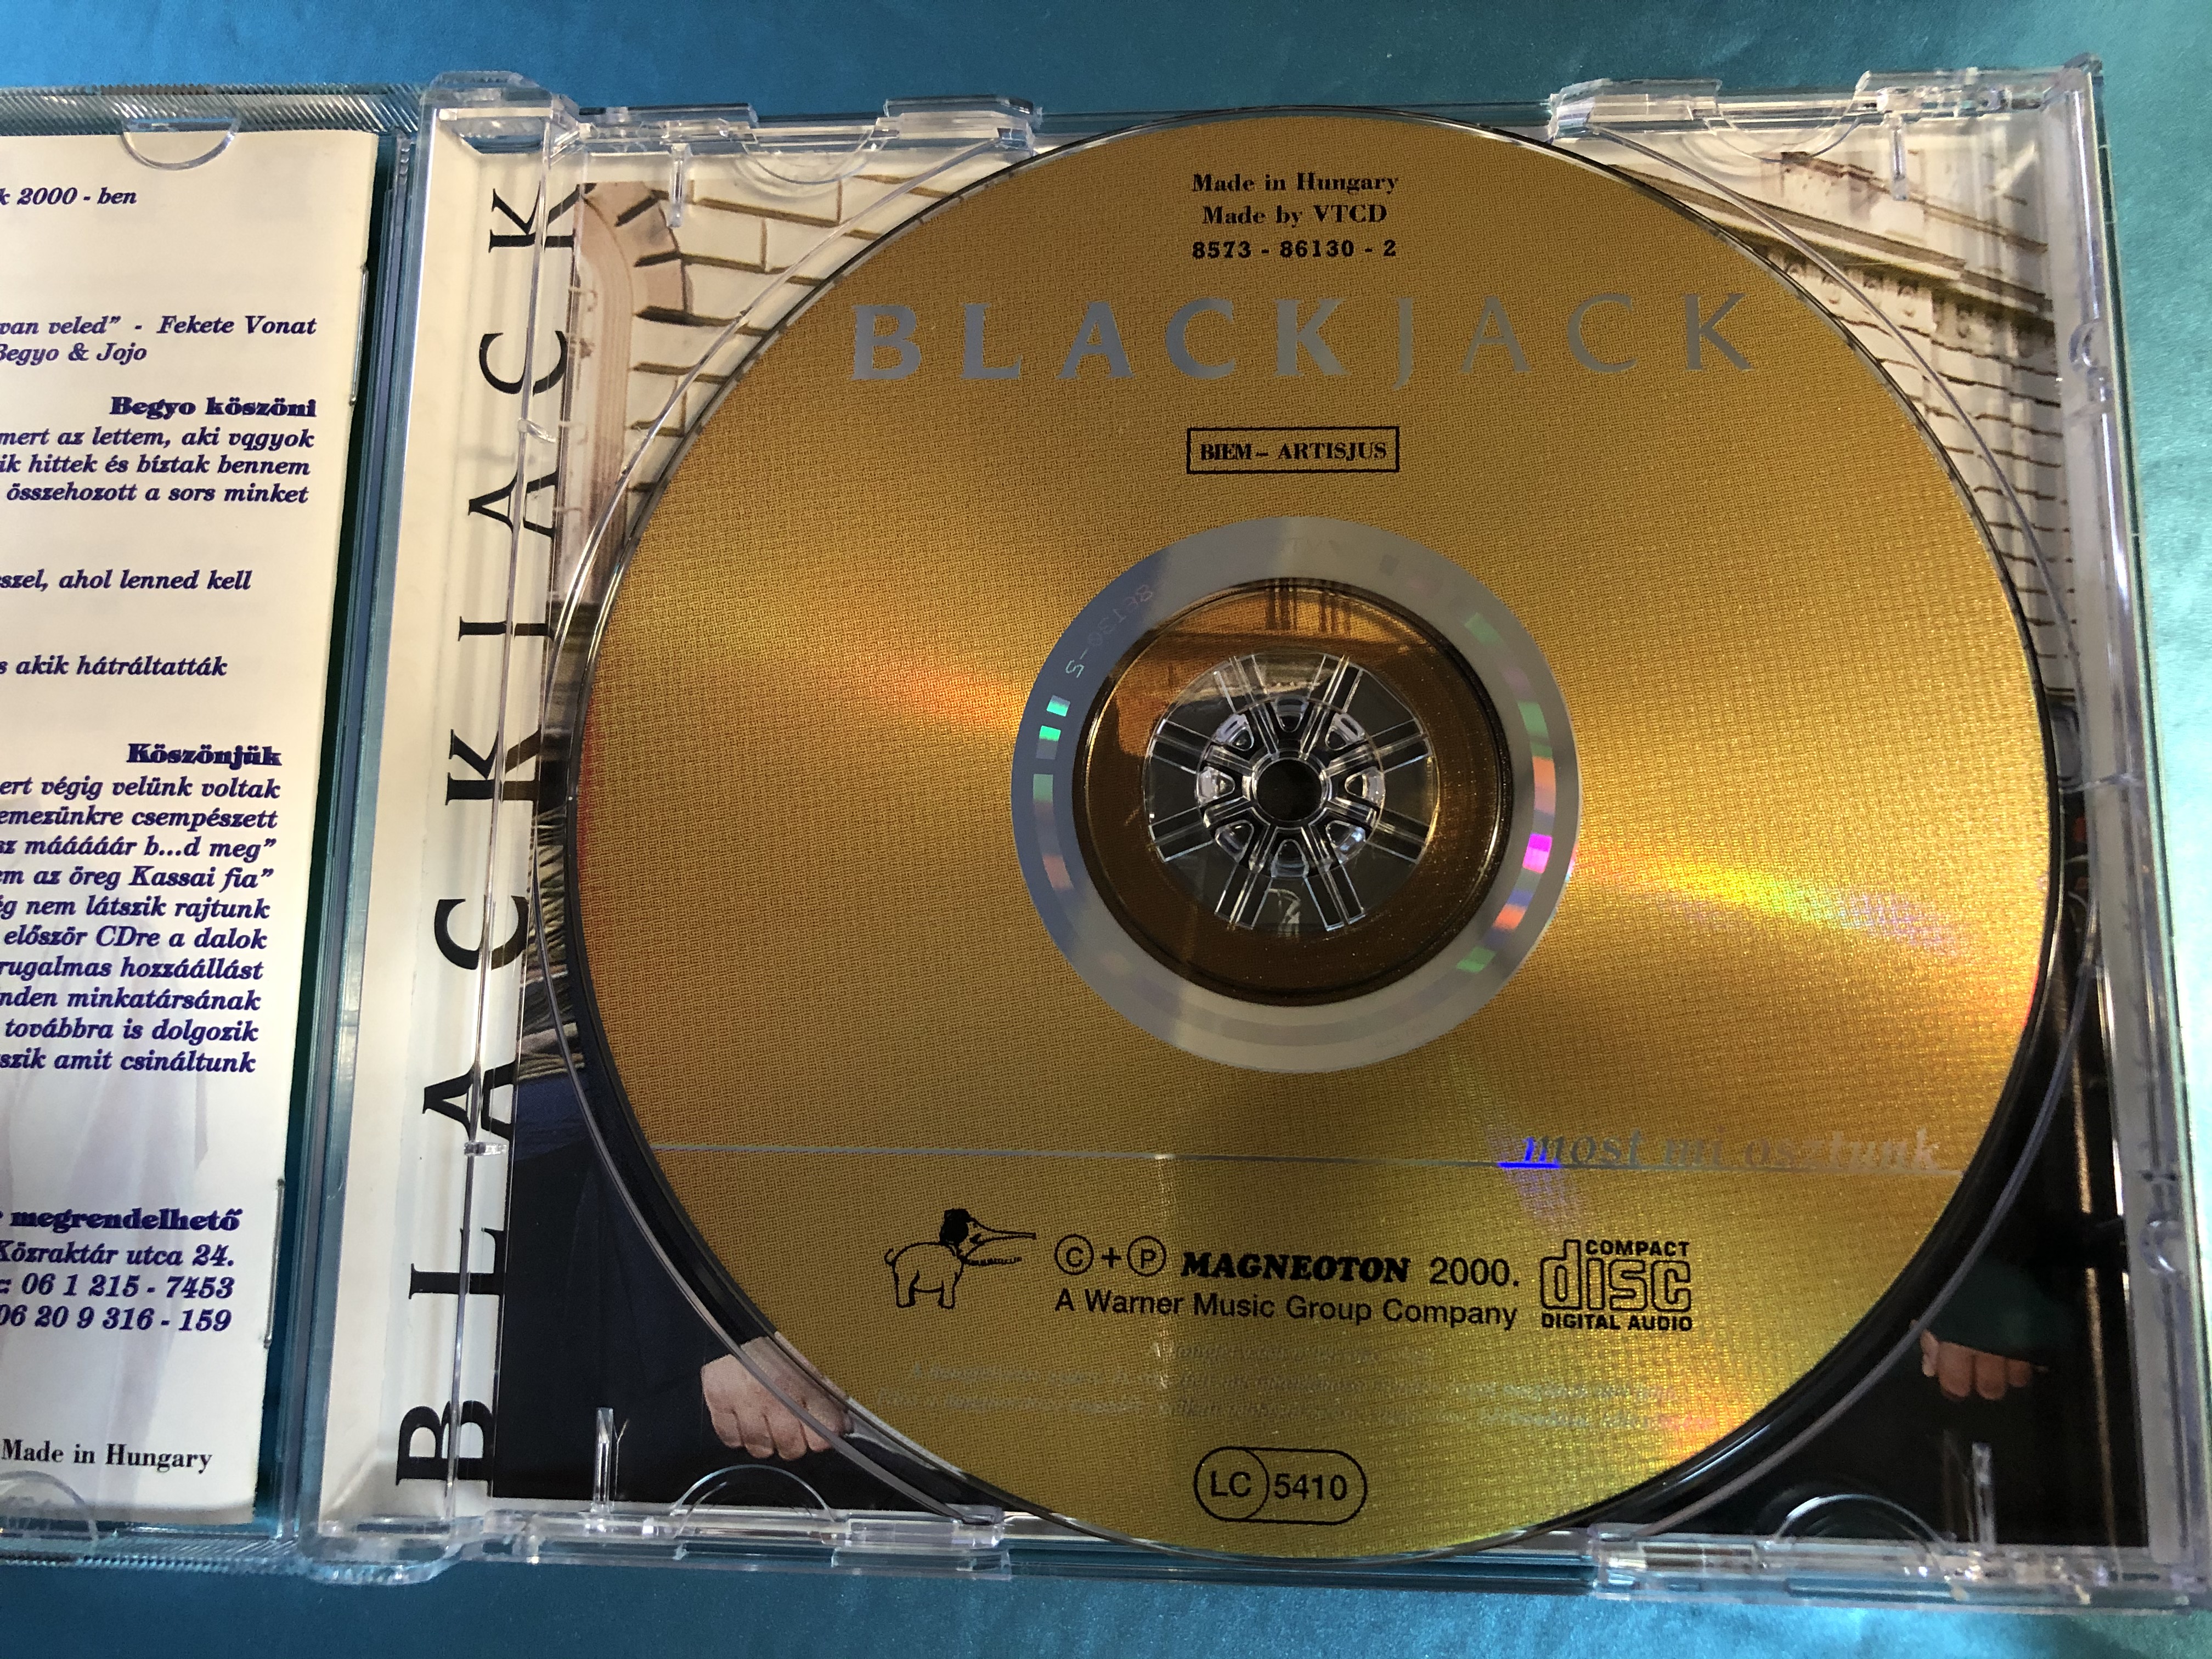 k 2000 - ben
van veled" - Fekete Vonat
Begyo & Jojo
Begyo köszöni
mert az lettem, aki vqgyok
ik hittek és bíztak bennem
összehozott a sors minket
szel, ahol lenned kell
s akik hátráltatták
Köszönjük
ert végig velünk voltak
emezünkre csempészett
sz máááááár b...d meg"
em az öreg Kassai fia"
ég nem látszik rajtunk
először CDre a dalok
rugalmas hozzáállást
nden minkatársának
továbbra is dolgozik
szik amit csináltunk
megrendelhető
Közraktár utca 24.
: 06 1 215 - 7453
06 20 9 316 - 159
Made in Hungary
BLACKJACK
Made in Hungary
Made by VTCD
8573 - 86130 - 2
BLACKJACK
BIEM - ARTISJUS
most mi osztunk
C + P MAGNEOTON 2000.
A Warner Music Group Company
COMPACT
disc
DIGITAL AUDIO
LC 5410